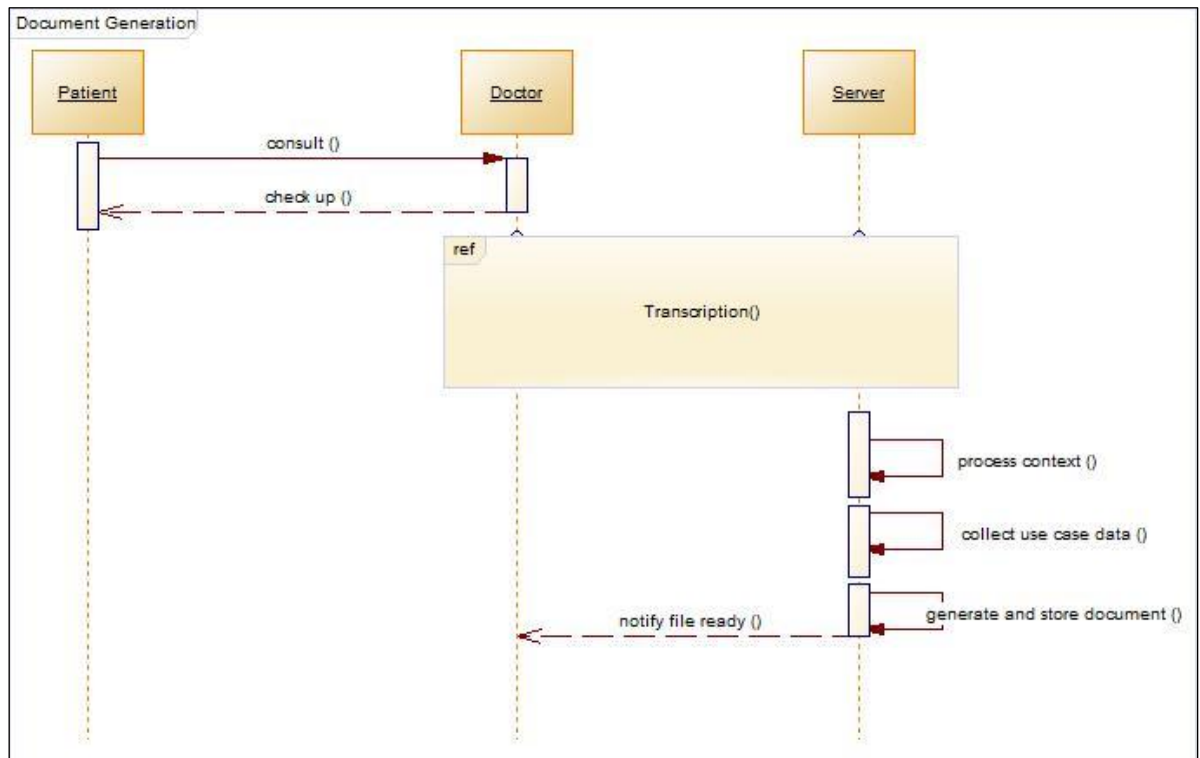 Document Generation
Patient
Doctor
Server
consult ()
check up ()
ref
Transcription()
process context ()
collect use case data ()
generate and store document ()
notify file ready ()